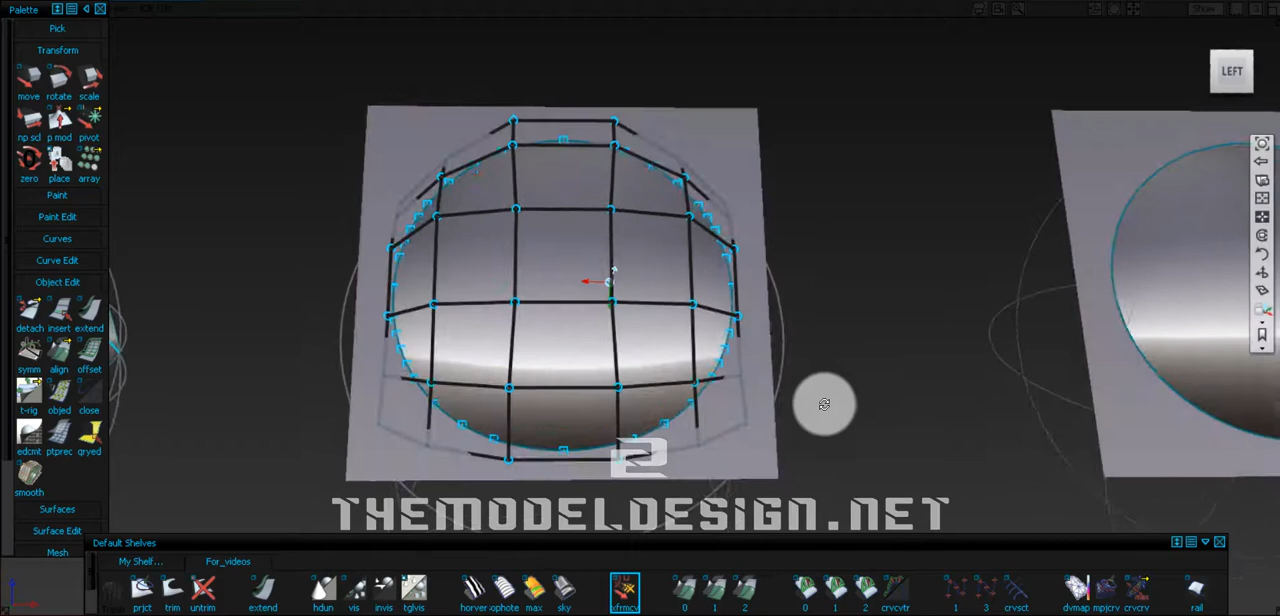 Palette
Pick
Transform
move rotate scale
np scl p mod pivot
zero place array
Paint
Paint Edit
Curves
Curve Edit
Object Edit
detach insert extend
symm align offset
t-rig objed close
edcmt ptprec qryed
smooth
Surfaces
Surface Edit
Mesh
Show
LEFT
2
THEMODELDESIGN.NET
Default Shelves
My Shelf... For_videos
prjct trim untrim extend hdun vis invis tglvis horver max sky xfrmcv 0 1 2 0 1 2 crvcvtr 1 3 crvsct dvmap mpjcrv crvcrv rail